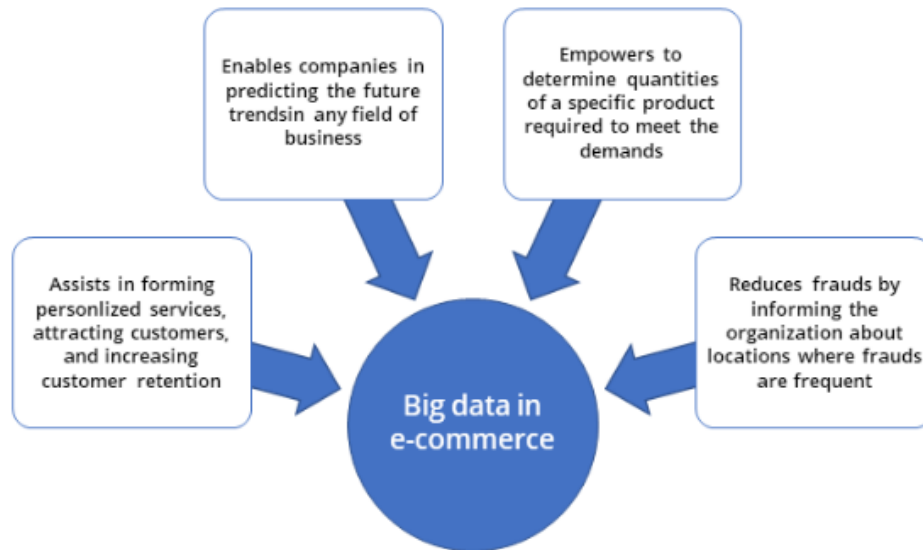 Enables companies in
predicting the future
trendsin any field of
business
Empowers to
determine quantities
of a specific product
required to meet the
demands
Assists in forming
personlized services,
attracting customers,
and increasing
customer retention
Reduces frauds by
informing the
organization about
locations where frauds
are frequent
Big data in
e-commerce